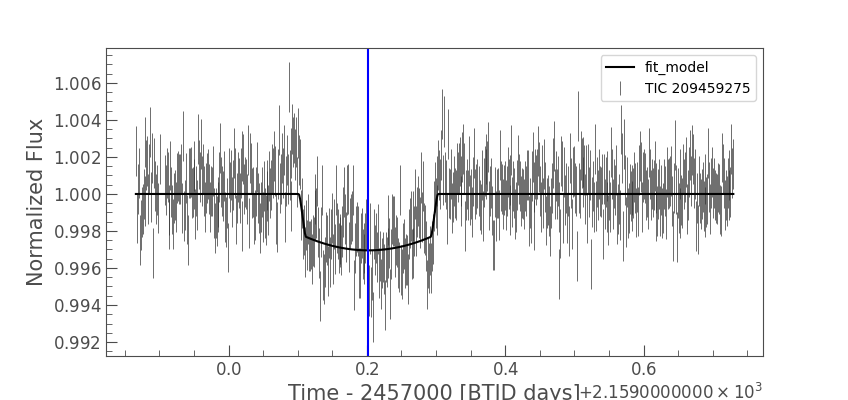 fit_model
TIC 209459275
Normalized Flux
1.006
1.004
1.002
1.000
0.998
0.996
0.994
0.992
0.0 0.2 0.4 0.6
Time - 2457000 [BTJD days]
+2.1590000000 × 10³